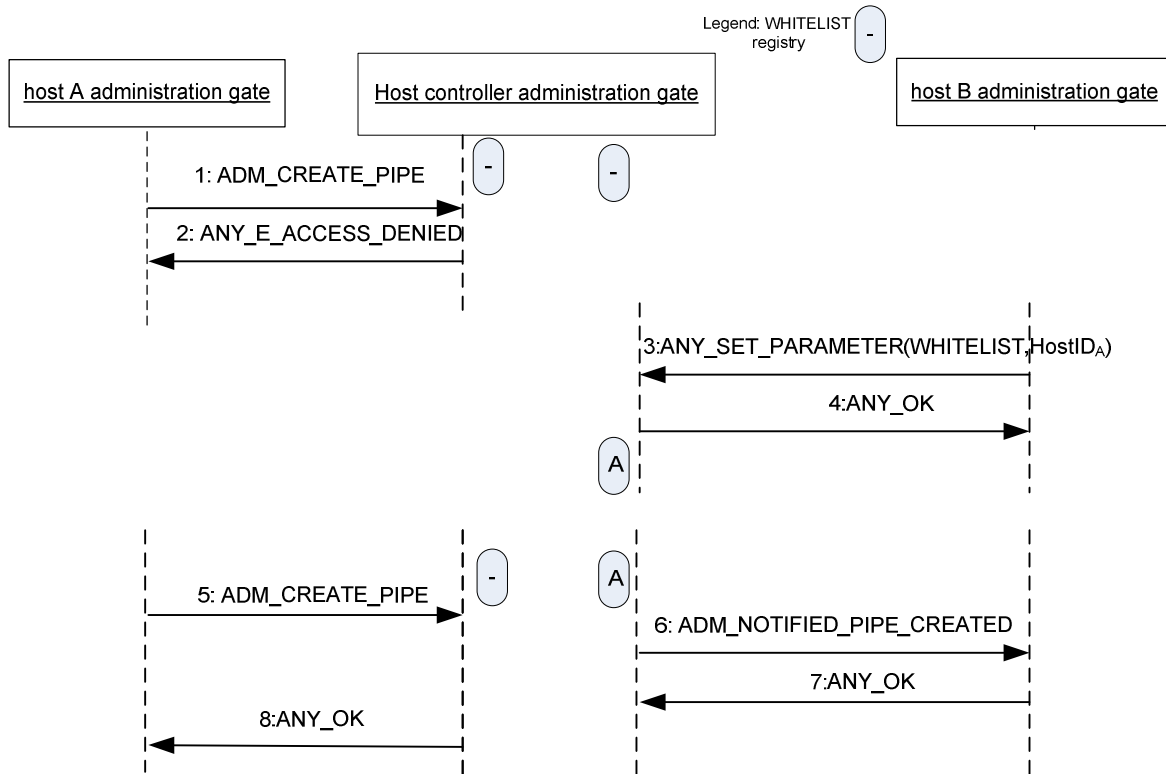 Legend: WHITELIST
registry
-
host A administration gate
Host controller administration gate
host B administration gate
-
-
1: ADM_CREATE_PIPE
2: ANY_E_ACCESS_DENIED
3:ANY_SET_PARAMETER(WHITELIST,HostIDA)
4:ANY_OK
A
-
A
5: ADM_CREATE_PIPE
6: ADM_NOTIFIED_PIPE_CREATED
7:ANY_OK
8:ANY_OK